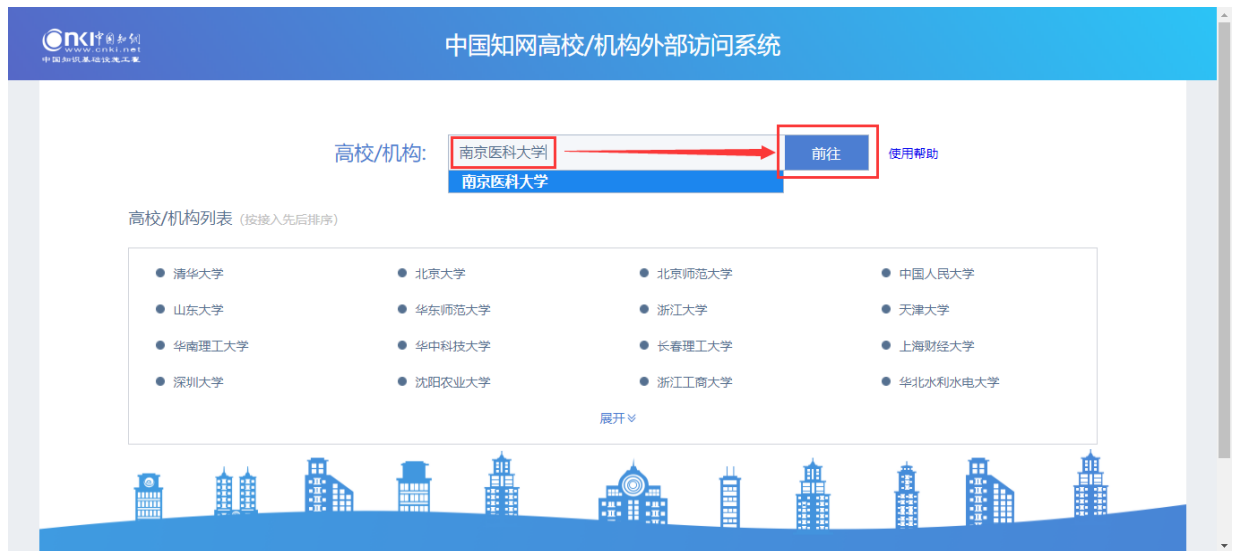 CNKI中国知网
www.cnki.net
中国知识基础设施工程
中国知网高校/机构外部访问系统
高校/机构: 南京医科大学 前往 使用帮助
南京医科大学
高校/机构列表 (按接入先后排序)
清华大学 北京大学 北京师范大学 中国人民大学
山东大学 华东师范大学 浙江大学 天津大学
华南理工大学 华中科技大学 长春理工大学 上海财经大学
深圳大学 沈阳农业大学 浙江工商大学 华北水利水电大学
展开